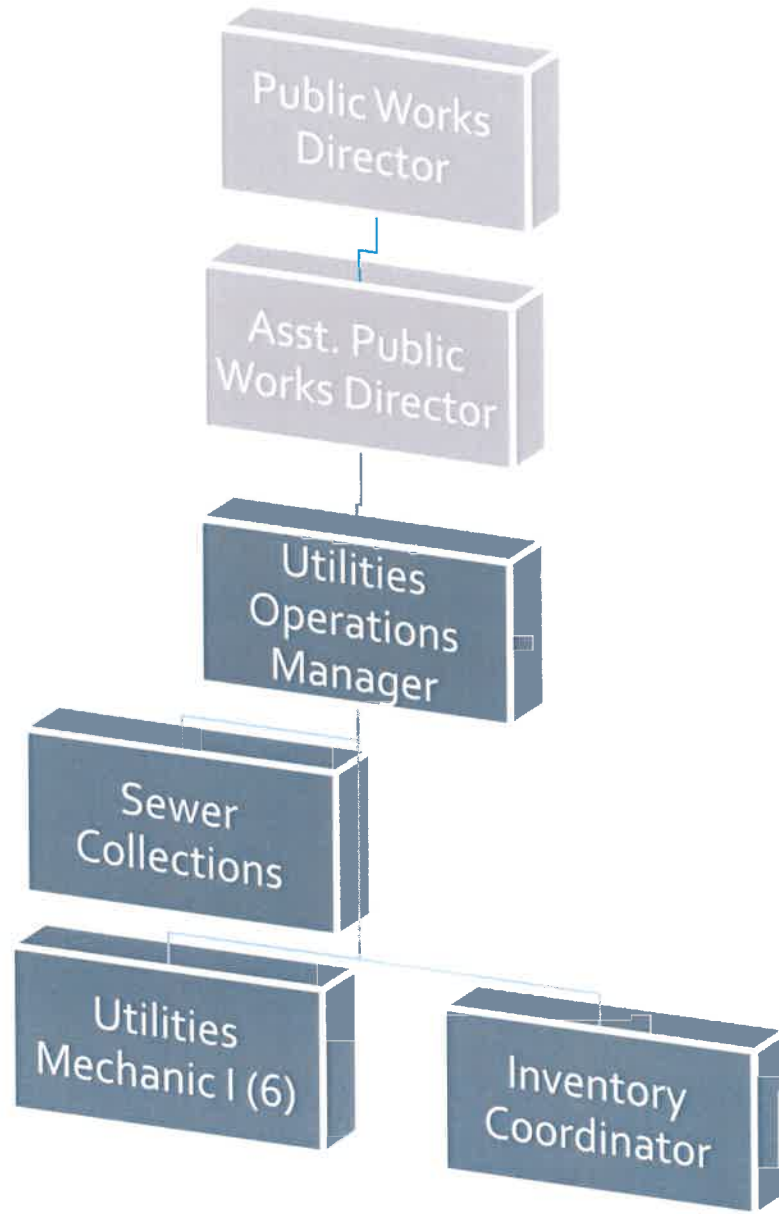 Public Works
Director
Asst. Public
Works Director
Utilities
Operations
Manager
Sewer
Collections
Utilities
Mechanic I (6)
Inventory
Coordinator